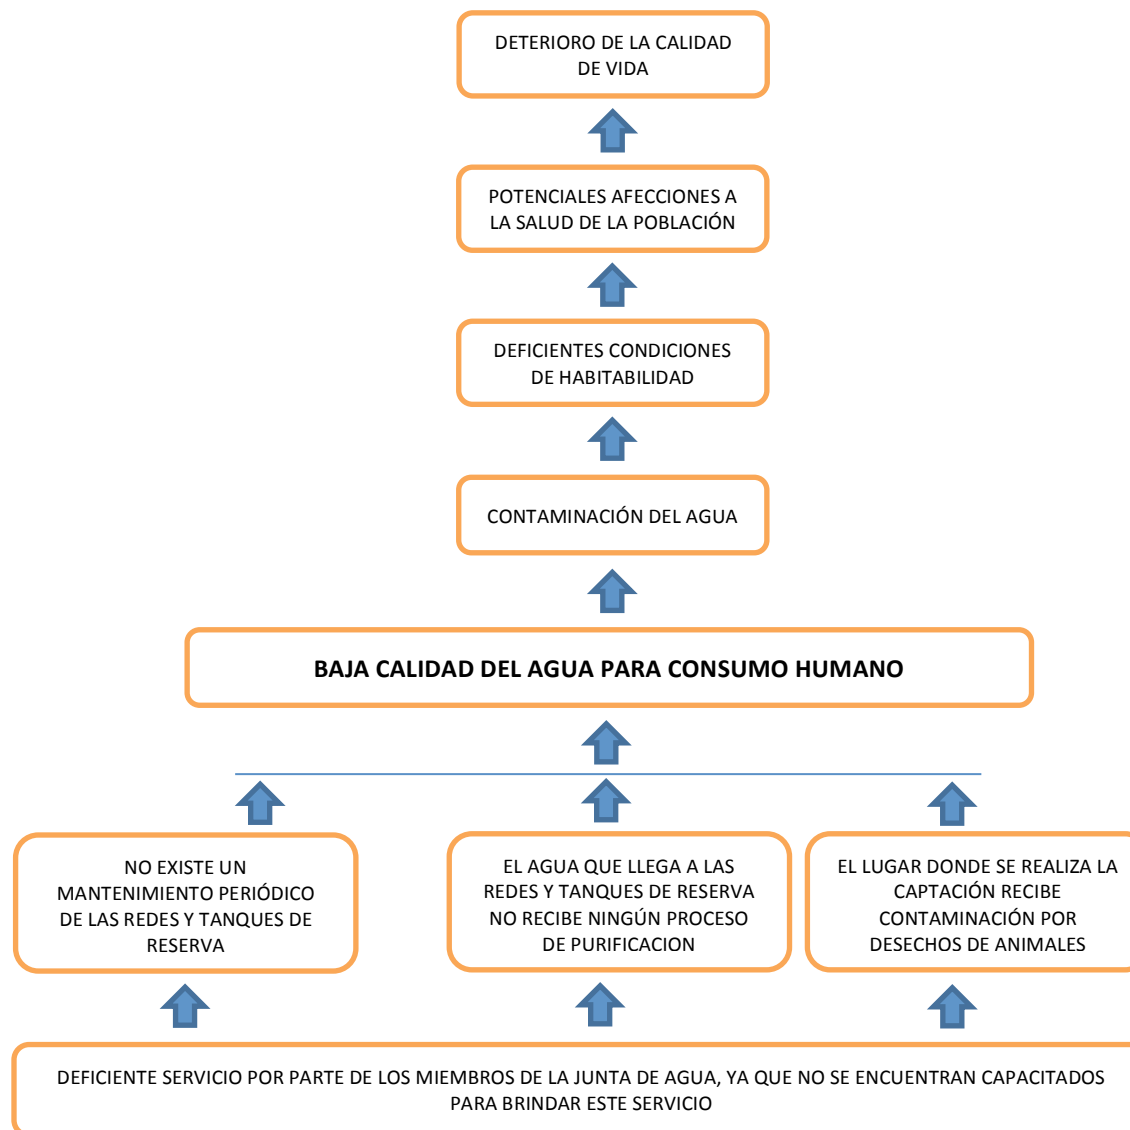 DETERIORO DE LA CALIDAD
DE VIDA
POTENCIALES AFECCIONES A
LA SALUD DE LA POBLACIÓN
DEFICIENTES CONDICIONES
DE HABITABILIDAD
CONTAMINACIÓN DEL AGUA
BAJA CALIDAD DEL AGUA PARA CONSUMO HUMANO
NO EXISTE UN
MANTENIMIENTO PERIÓDICO
DE LAS REDES Y TANQUES DE
RESERVA
EL AGUA QUE LLEGA A LAS
REDES Y TANQUES DE RESERVA
NO RECIBE NINGÚN PROCESO
DE PURIFICACION
EL LUGAR DONDE SE REALIZA LA
CAPTACIÓN RECIBE
CONTAMINACIÓN POR
DESECHOS DE ANIMALES
DEFICIENTE SERVICIO POR PARTE DE LOS MIEMBROS DE LA JUNTA DE AGUA, YA QUE NO SE ENCUENTRAN CAPACITADOS
PARA BRINDAR ESTE SERVICIO